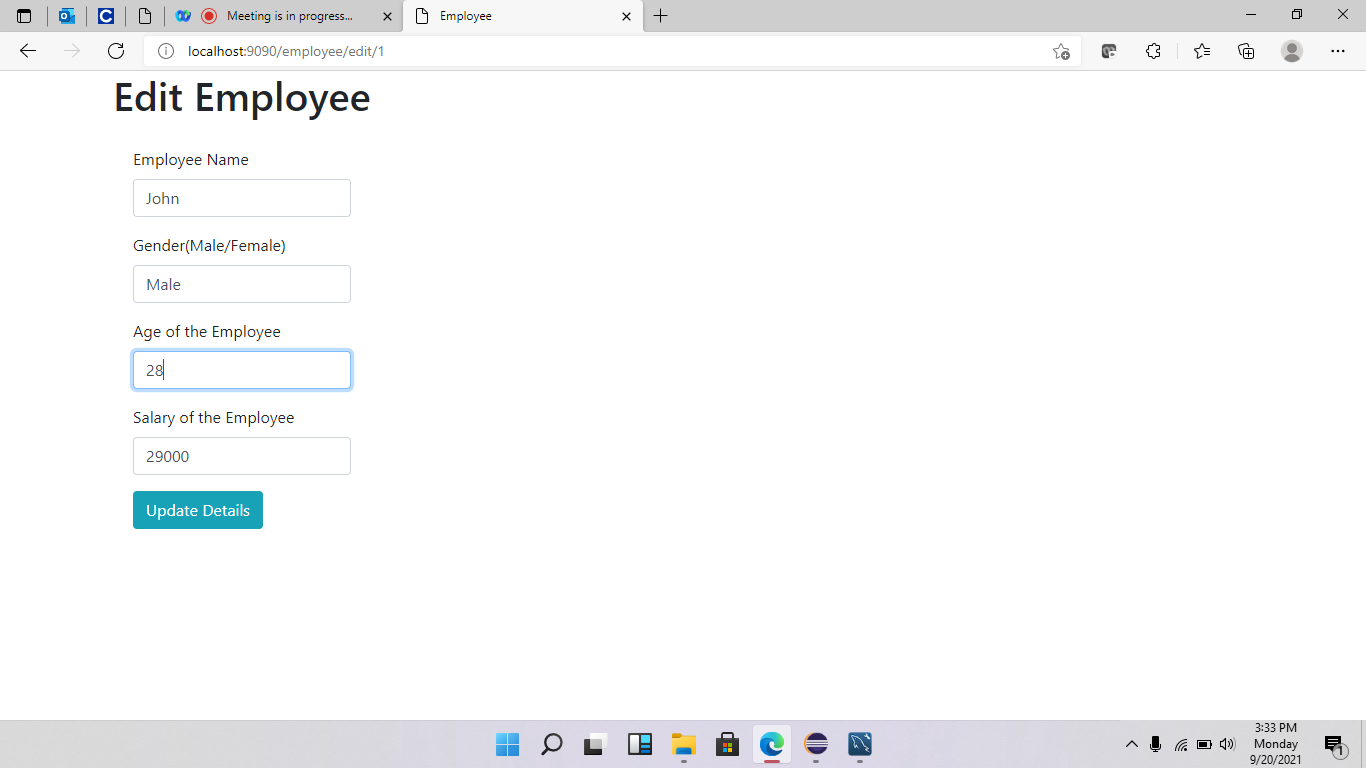 Meeting is in progress...
Employee
localhost:9090/employee/edit/1
Edit Employee
Employee Name
John
Gender(Male/Female)
Male
Age of the Employee
28
Salary of the Employee
29000
Update Details
3:33 PM
Monday
9/20/2021
1